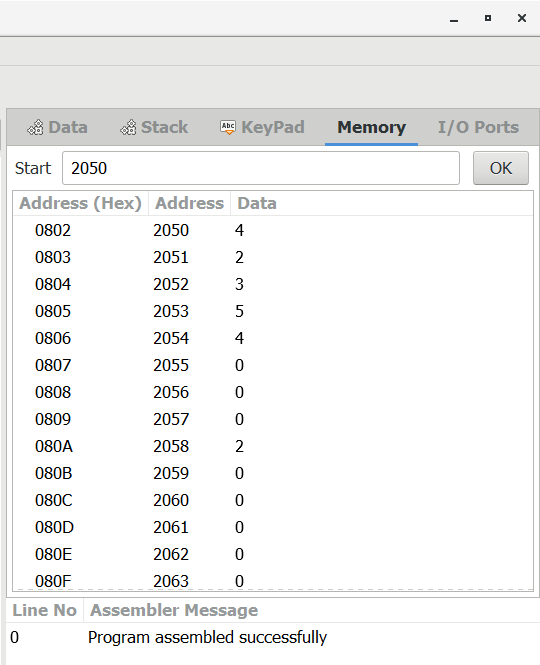 Data Stack Abc KeyPad Memory I/O Ports
Start 2050 OK
Address (Hex) Address Data
0802 2050 4
0803 2051 2
0804 2052 3
0805 2053 5
0806 2054 4
0807 2055 0
0808 2056 0
0809 2057 0
080A 2058 2
080B 2059 0
080C 2060 0
080D 2061 0
080E 2062 0
080F 2063 0
Line No Assembler Message
0 Program assembled successfully